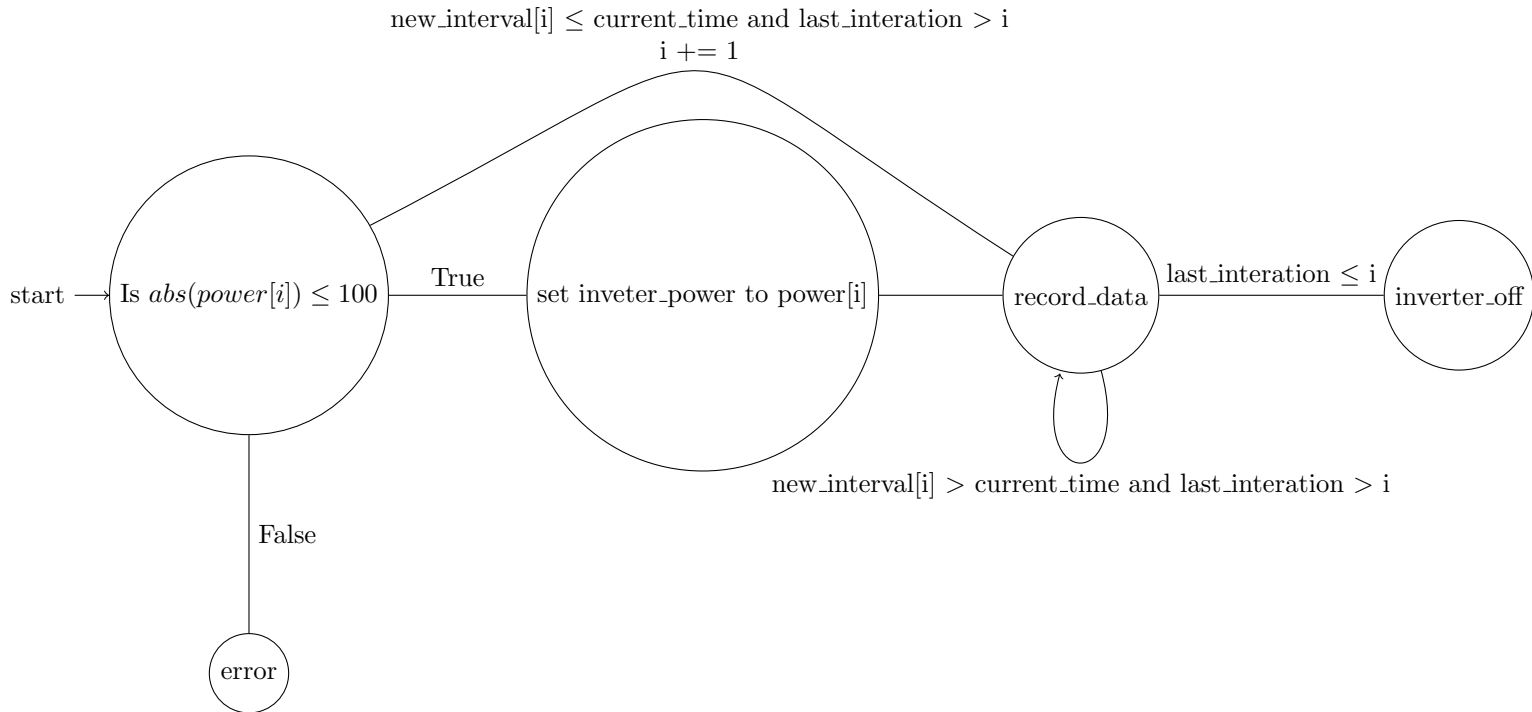 new_interval[i] ≤ current_time and last_interation > i
i += 1
start
Is abs(power[i]) ≤ 100
True
set inveter_power to power[i]
record_data
last_interation ≤ i
inverter_off
new_interval[i] > current_time and last_interation > i
False
error